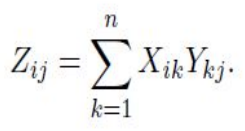 Z_{ij} = \sum_{k=1}^{n} X_{ik} Y_{kj}.